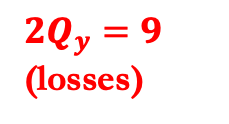 2Q_y = 9
(losses)